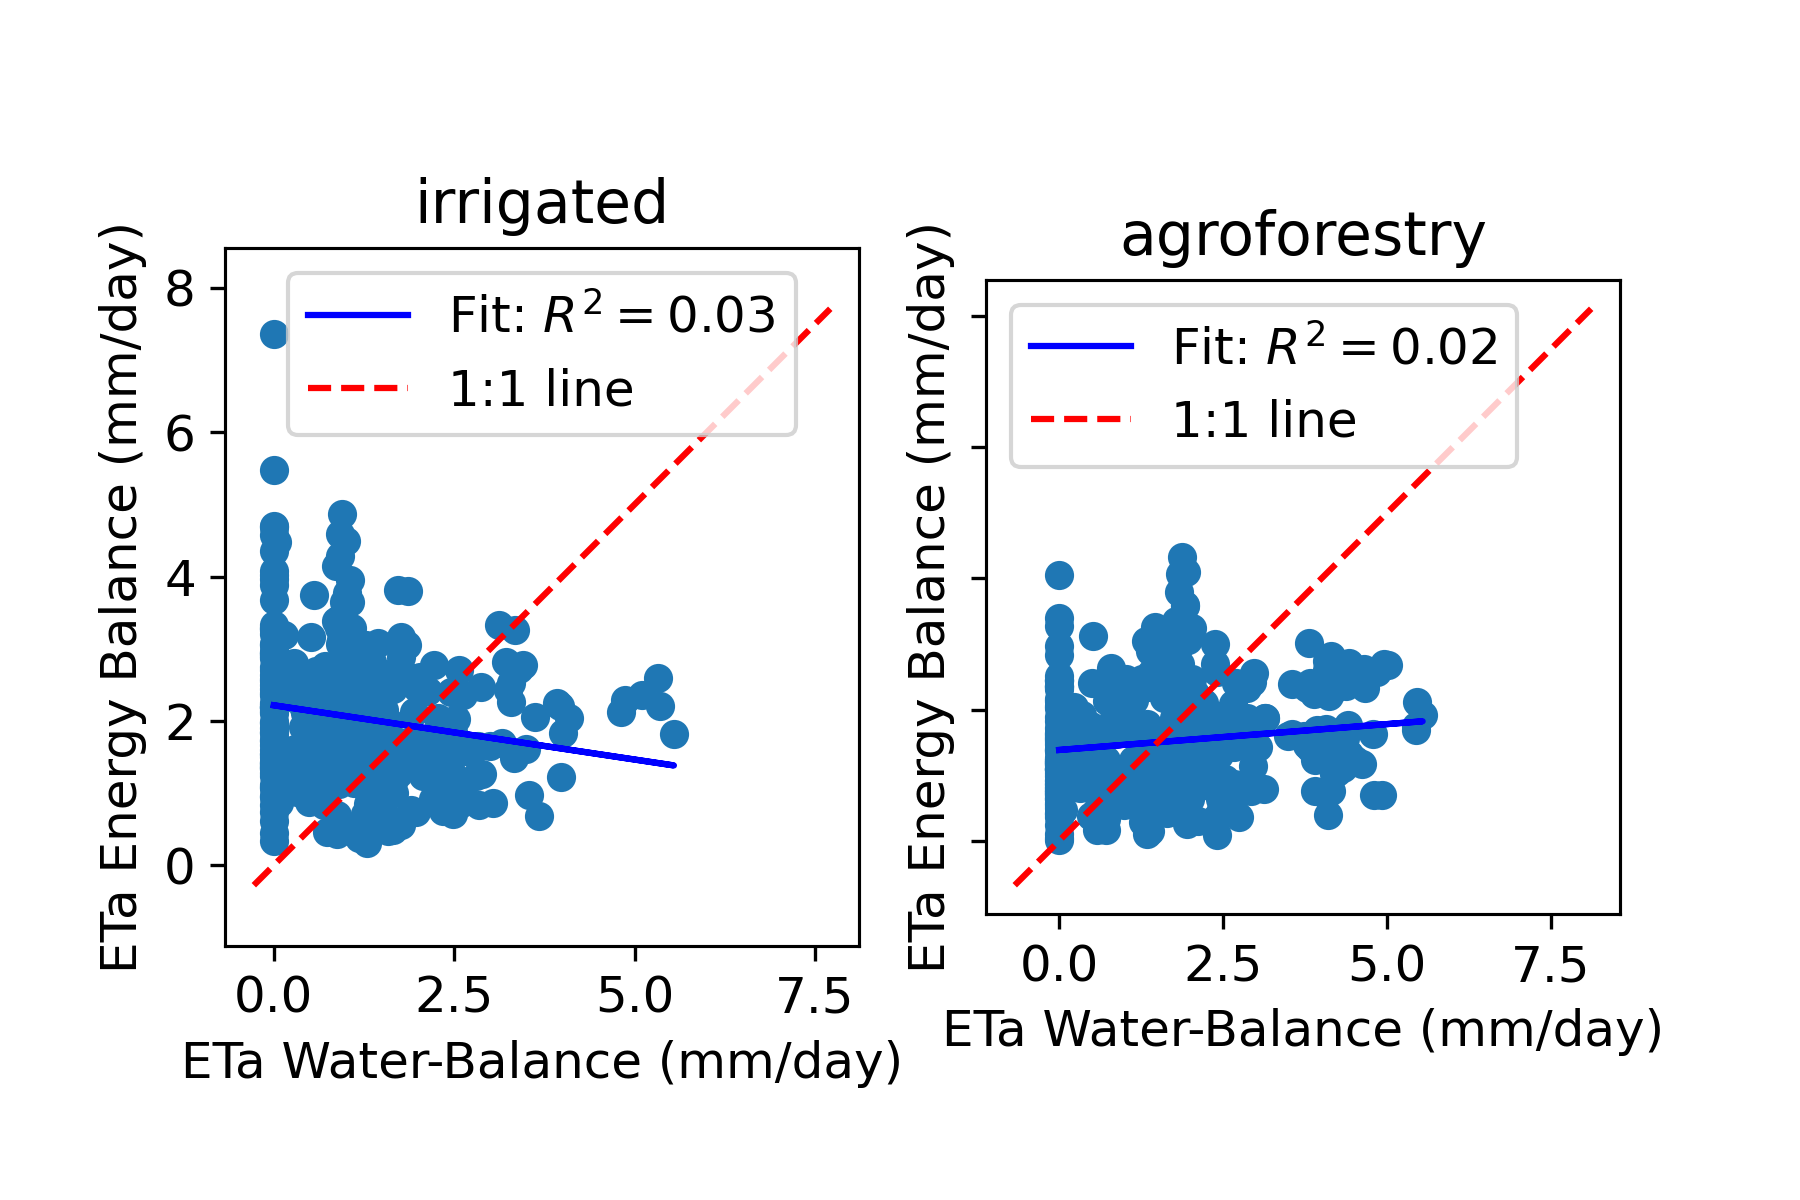 irrigated
ETa Energy Balance (mm/day)
8
6
4
2
0
Fit: R² = 0.03
1:1 line
0.0 2.5 5.0 7.5
ETa Water-Balance (mm/day)
agroforestry
ETa Energy Balance (mm/day)
Fit: R² = 0.02
1:1 line
0.0 2.5 5.0 7.5
ETa Water-Balance (mm/day)